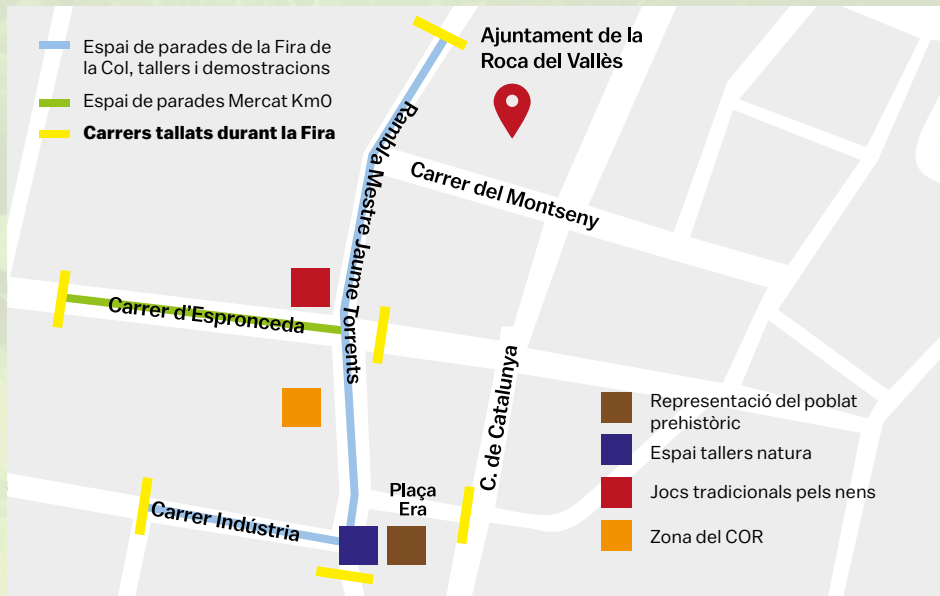 Espai de parades de la Fira de
la Col, tallers i demostracions
Espai de parades Mercat Km0
Carrers tallats durant la Fira
Ajuntament de la
Roca del Vallès
Rambla Mestre Jaume Torrents
Carrer del Montseny
Carrer d'Espronceda
C. de Catalunya
Plaça
Era
Carrer Indústria
Representació del poblat
prehistòric
Espai tallers natura
Jocs tradicionals pels nens
Zona del COR